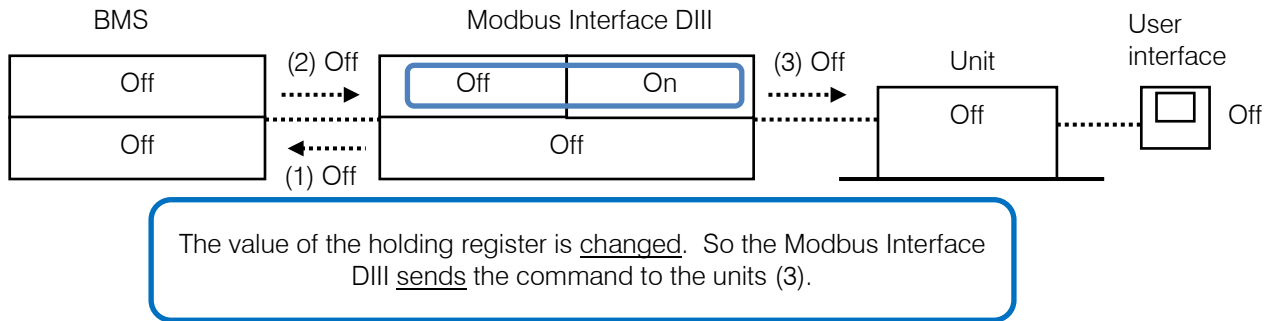 BMS
Modbus Interface DIII
User
interface
Unit
(2) Off
(3) Off
Off
Off
On
Off
Off
Off
Off
(1) Off
The value of the holding register is changed.  So the Modbus Interface
DIII sends the command to the units (3).